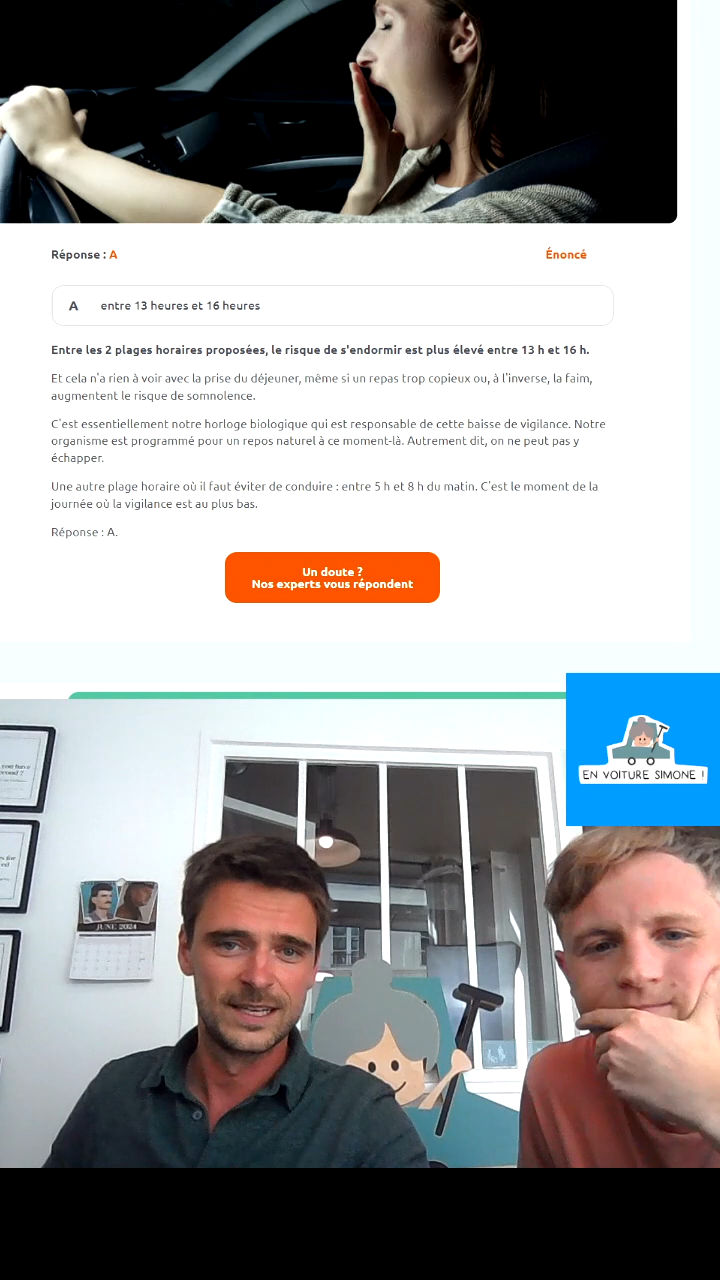 Réponse : A
Énoncé
A entre 13 heures et 16 heures
Entre les 2 plages horaires proposées, le risque de s'endormir est plus élevé entre 13 h et 16 h.
Et cela n'a rien à voir avec la prise du déjeuner, même si un repas trop copieux ou, à l'inverse, la faim,
augmentent le risque de somnolence.
C'est essentiellement notre horloge biologique qui est responsable de cette baisse de vigilance. Notre
organisme est programmé pour un repos naturel à ce moment-là. Autrement dit, on ne peut pas y
échapper.
Une autre plage horaire où il faut éviter de conduire : entre 5 h et 8 h du matin. C'est le moment de la
journée où la vigilance est au plus bas.
Réponse : A.
Un doute ?
Nos experts vous répondent
EN VOITURE SIMONE !
JUNE 2024